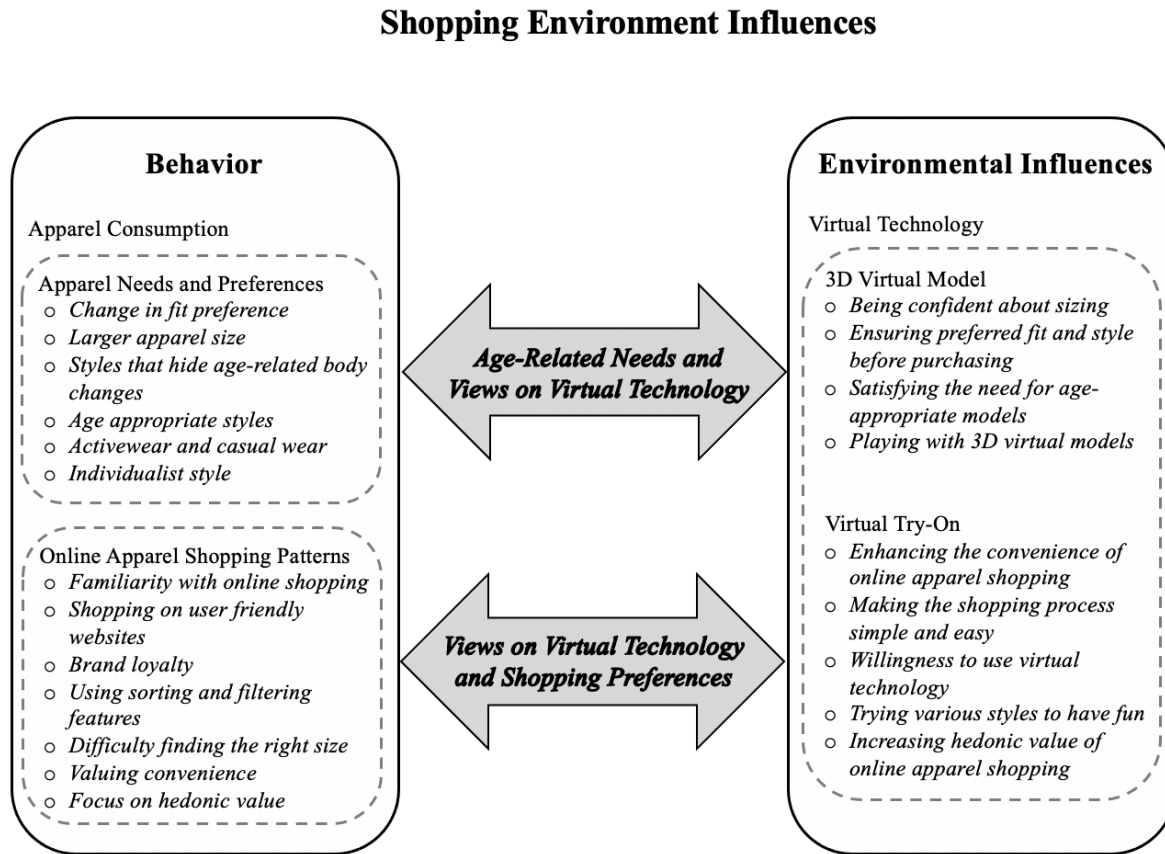 Shopping Environment Influences
Behavior
Apparel Consumption
Apparel Needs and Preferences
Change in fit preference
Larger apparel size
Styles that hide age-related body
changes
Age appropriate styles
Activewear and casual wear
Individualist style
Online Apparel Shopping Patterns
Familiarity with online shopping
Shopping on user friendly
websites
Brand loyalty
Using sorting and filtering
features
Difficulty finding the right size
Valuing convenience
Focus on hedonic value
Age-Related Needs and
Views on Virtual Technology
Views on Virtual Technology
and Shopping Preferences
Environmental Influences
Virtual Technology
3D Virtual Model
Being confident about sizing
Ensuring preferred fit and style
before purchasing
Satisfying the need for age-
appropriate models
Playing with 3D virtual models
Virtual Try-On
Enhancing the convenience of
online apparel shopping
Making the shopping process
simple and easy
Willingness to use virtual
technology
Trying various styles to have fun
Increasing hedonic value of
online apparel shopping